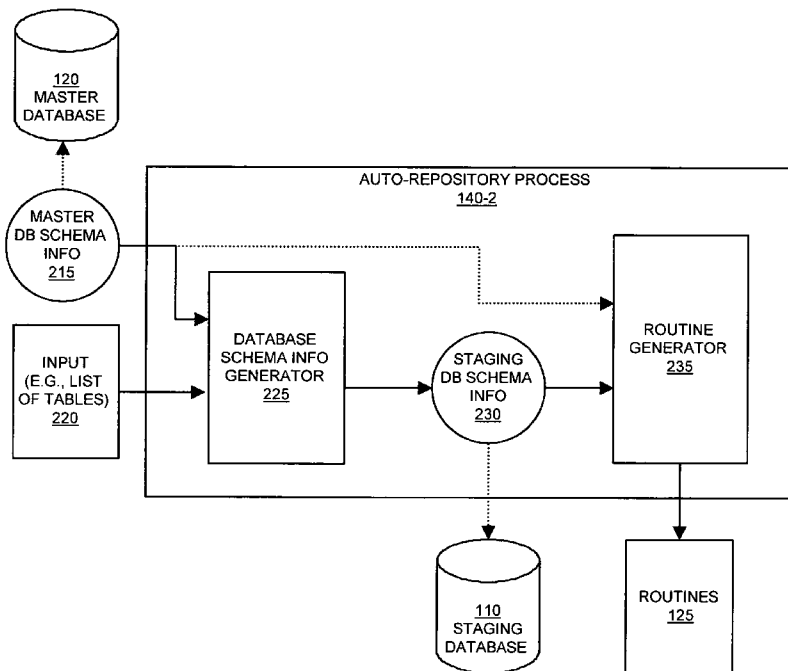 120
MASTER
DATABASE
AUTO-REPOSITORY PROCESS
140-2
MASTER
DB SCHEMA
INFO
215
INPUT
(E.G., LIST
OF TABLES)
220
DATABASE
SCHEMA INFO
GENERATOR
225
STAGING
DB SCHEMA
INFO
230
ROUTINE
GENERATOR
235
110
STAGING
DATABASE
ROUTINES
125